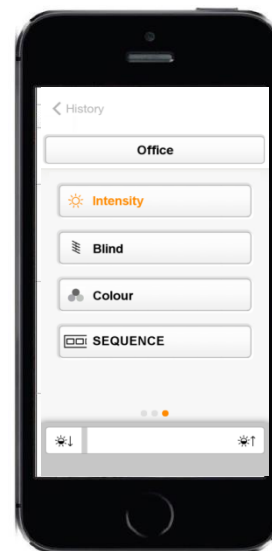 History
Office
Intensity
Blind
Colour
SEQUENCE